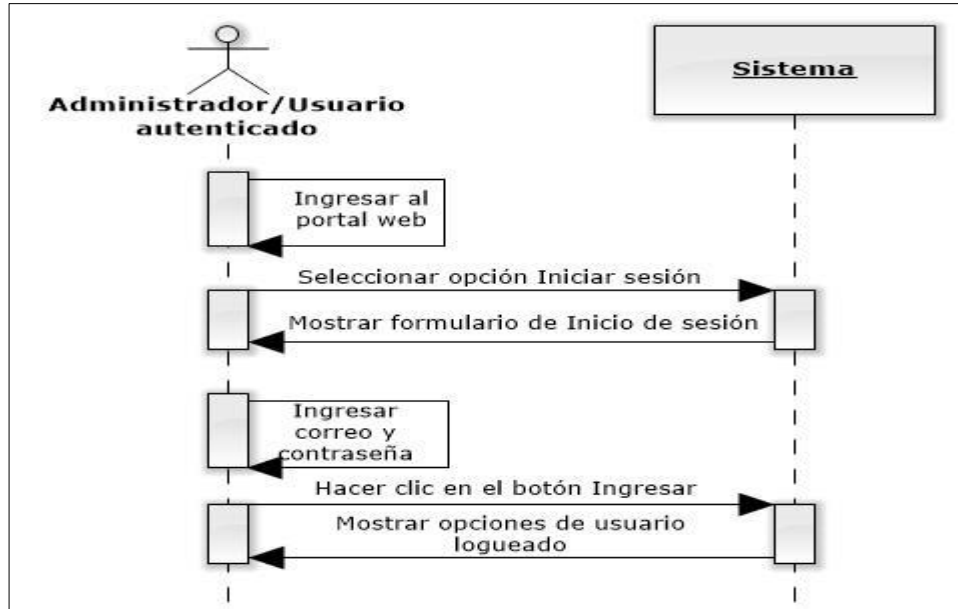 Administrador/Usuario
autenticado
Sistema
Ingresar al
portal web
Seleccionar opción Iniciar sesión
Mostrar formulario de Inicio de sesión
Ingresar
correo y
contraseña
Hacer clic en el botón Ingresar
Mostrar opciones de usuario
logueado